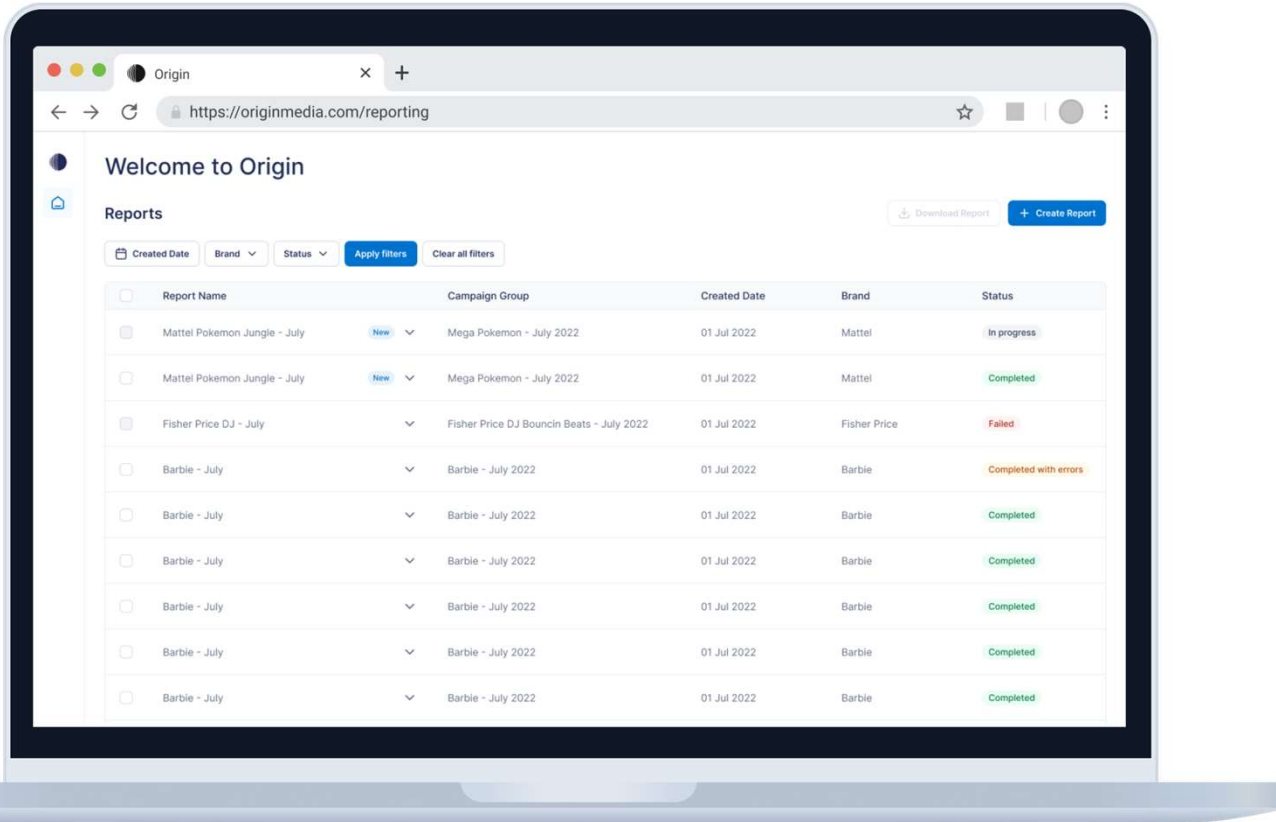 Origin
https://originmedia.com/reporting
Welcome to Origin
Reports
Download Report
+ Create Report
Created Date Brand Status Apply filters Clear all filters
Report Name Campaign Group Created Date Brand Status
Mattel Pokemon Jungle - July New Mega Pokemon - July 2022 01 Jul 2022 Mattel In progress
Mattel Pokemon Jungle - July New Mega Pokemon - July 2022 01 Jul 2022 Mattel Completed
Fisher Price DJ - July Fisher Price DJ Bouncin Beats - July 2022 01 Jul 2022 Fisher Price Failed
Barbie - July Barbie - July 2022 01 Jul 2022 Barbie Completed with errors
Barbie - July Barbie - July 2022 01 Jul 2022 Barbie Completed
Barbie - July Barbie - July 2022 01 Jul 2022 Barbie Completed
Barbie - July Barbie - July 2022 01 Jul 2022 Barbie Completed
Barbie - July Barbie - July 2022 01 Jul 2022 Barbie Completed
Barbie - July Barbie - July 2022 01 Jul 2022 Barbie Completed